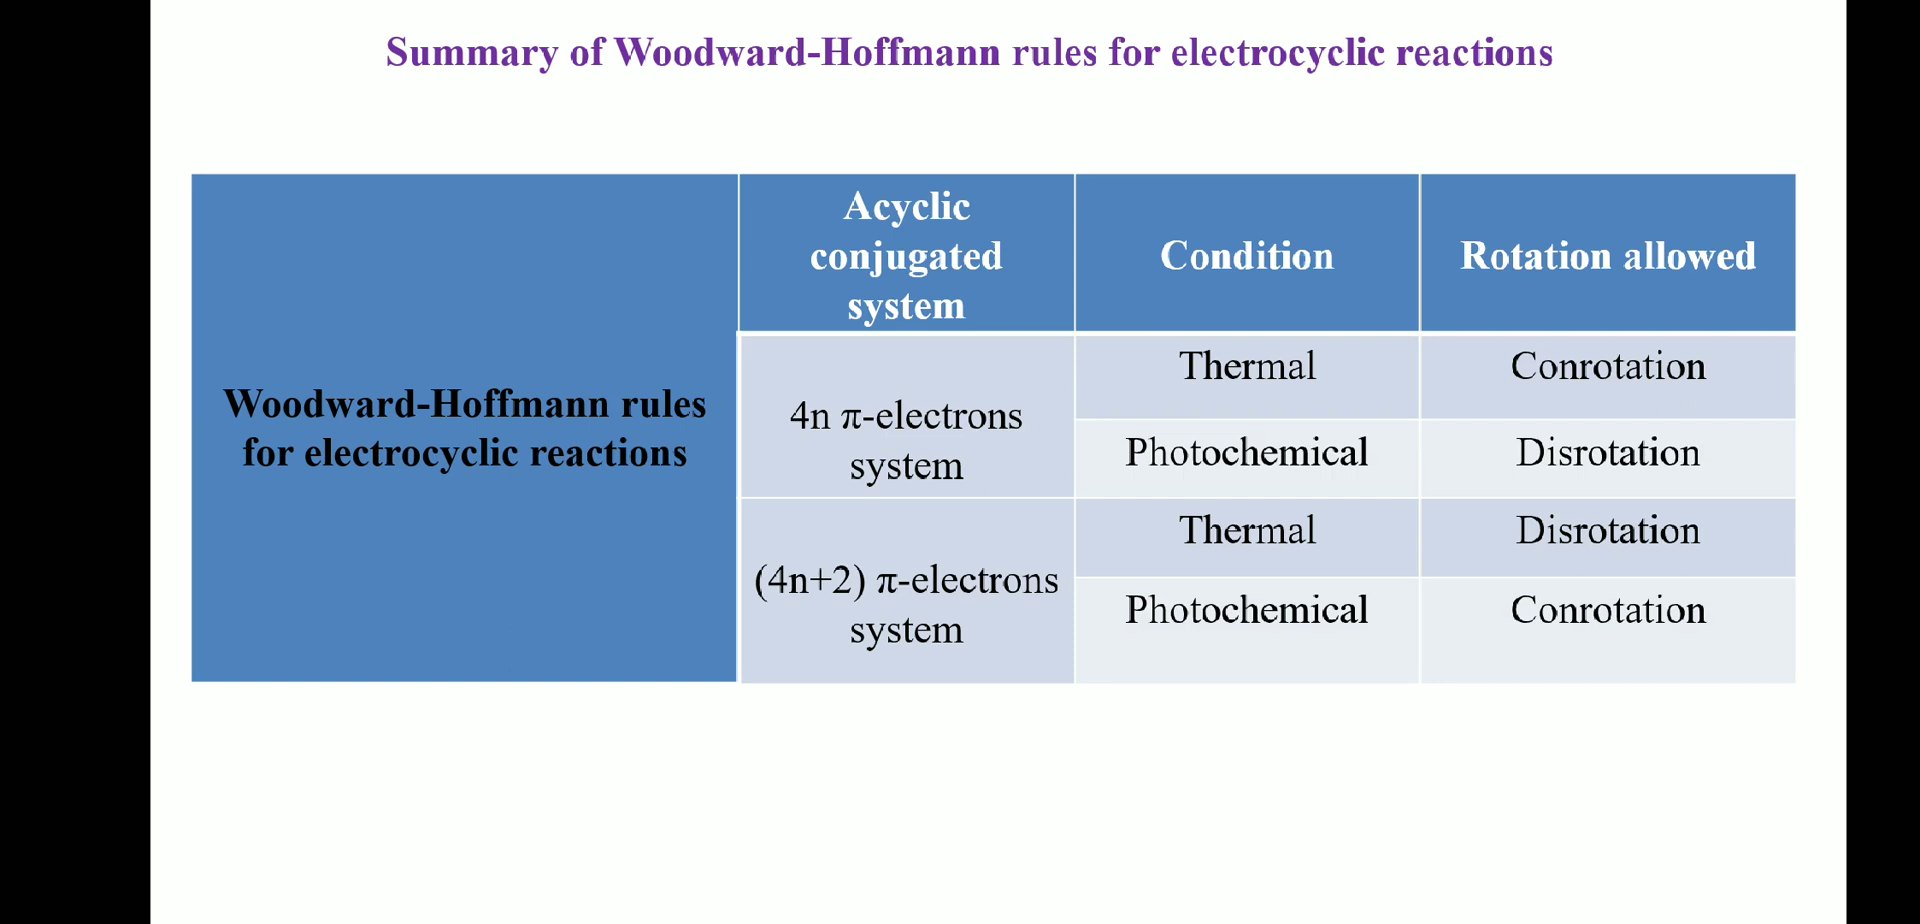 Summary of Woodward-Hoffmann rules for electrocyclic reactions
Woodward-Hoffmann rules
for electrocyclic reactions
Acyclic
conjugated
system
Condition
Rotation allowed
4n π-electrons
system
Thermal
Conrotation
Photochemical
Disrotation
(4n+2) π-electrons
system
Thermal
Disrotation
Photochemical
Conrotation